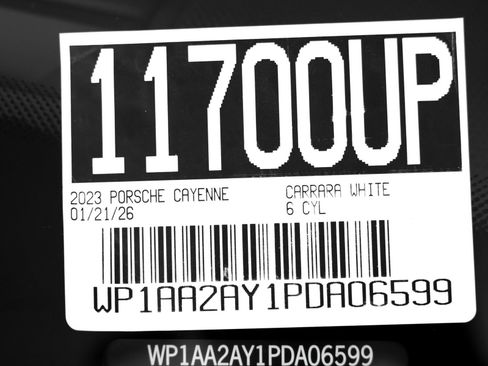 11700UP
2023 PORSCHE CAYENNE CARRARA WHITE
01/21/26 6 CYL
WP1AA2AY1PDA06599
WP1AA2AY1PDA06599